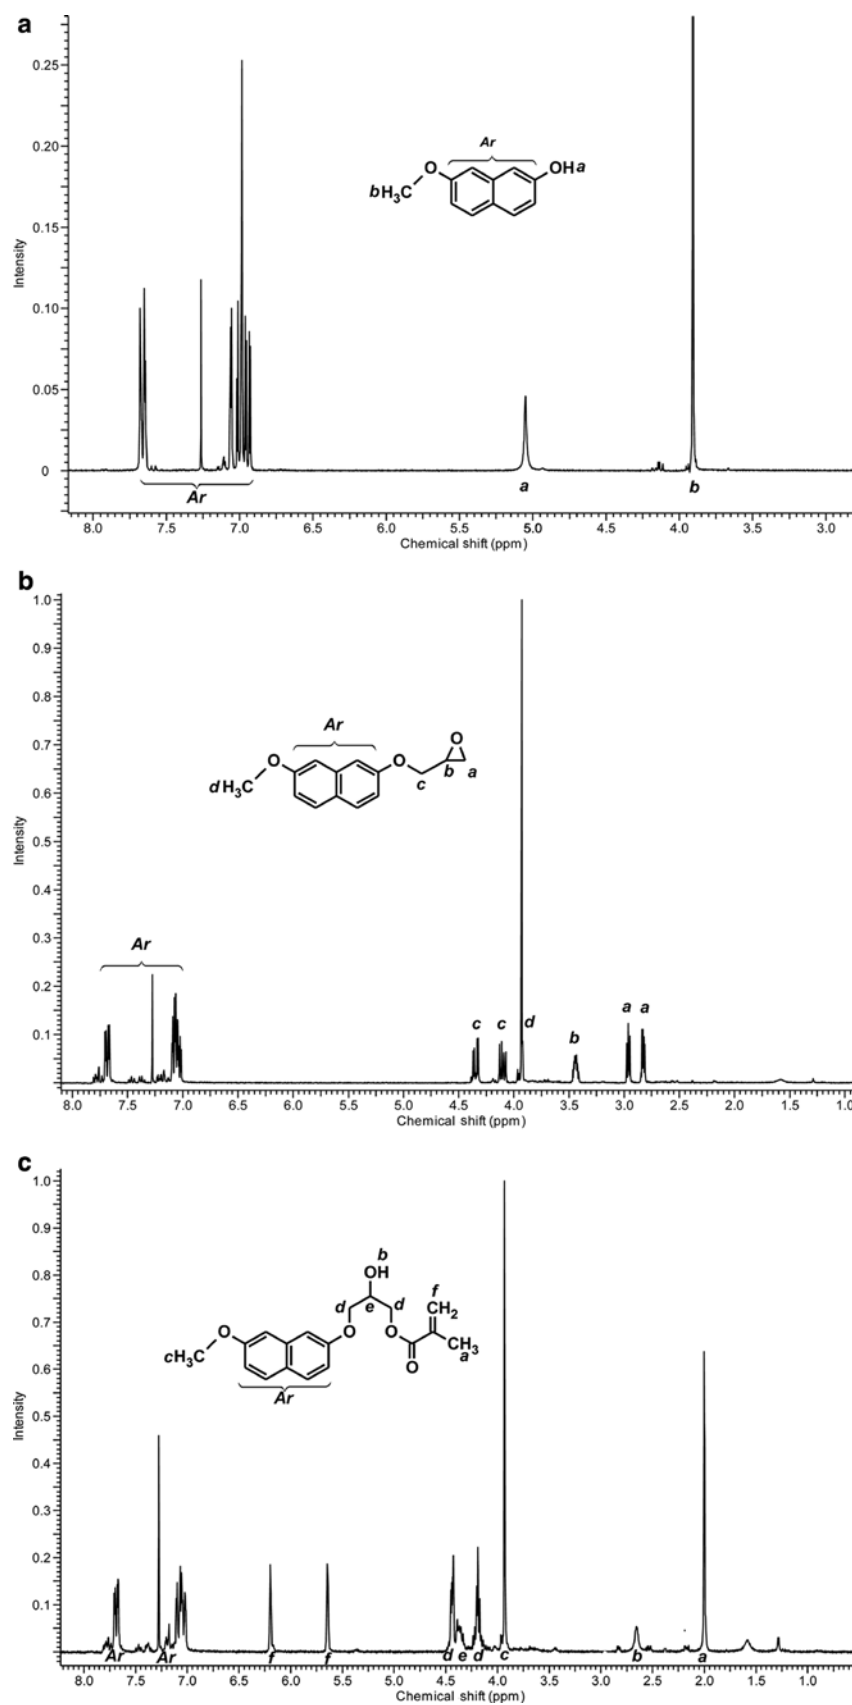 a
0.25
0.20
0.15
0.10
0.05
0
Intensity
Ar
O
OHa
bH₃C
Ar
a
b
8.0 7.5 7.0 6.5 6.0 5.5 5.0 4.5 4.0 3.5 3.0
Chemical shift (ppm)
b
1.0
0.9
0.8
0.7
0.6
0.5
0.4
0.3
0.2
0.1
Intensity
Ar
O
O
O
b
a
c
d H₃C
Ar
c c d
b
a a
8.0 7.5 7.0 6.5 6.0 5.5 5.0 4.5 4.0 3.5 3.0 2.5 2.0 1.5 1.0
Chemical shift (ppm)
c
1.0
0.9
0.8
0.7
0.6
0.5
0.4
0.3
0.2
0.1
Intensity
b
OH
f
CH₂
d e d
O
O
O
CH₃
a
O
cH₃C
Ar
Ar Ar f f d e d c b a
7.5 7.0 6.5 6.0 5.5 5.0 4.5 4.0 3.5 3.0 2.5 2.0 1.5 1.0
Chemical shift (ppm)